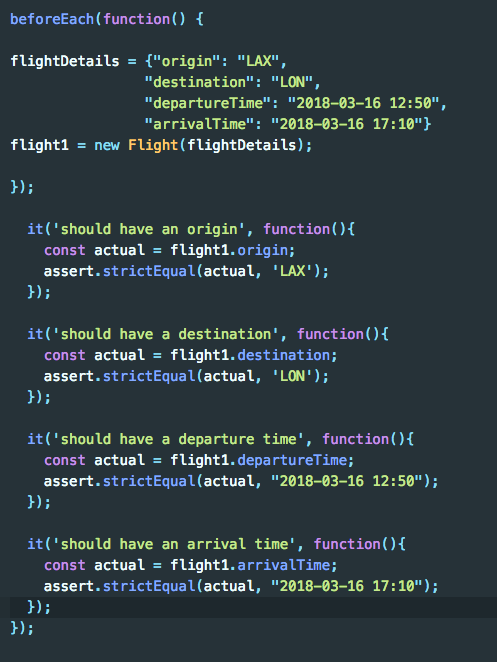 beforeEach(function() {
flightDetails = {"origin": "LAX",
"destination": "LON",
"departureTime": "2018-03-16 12:50",
"arrivalTime": "2018-03-16 17:10"}
flight1 = new Flight(flightDetails);
});
it('should have an origin', function(){
const actual = flight1.origin;
assert.strictEqual(actual, 'LAX');
});
it('should have a destination', function(){
const actual = flight1.destination;
assert.strictEqual(actual, 'LON');
});
it('should have a departure time', function(){
const actual = flight1.departureTime;
assert.strictEqual(actual, "2018-03-16 12:50");
});
it('should have an arrival time', function(){
const actual = flight1.arrivalTime;
assert.strictEqual(actual, "2018-03-16 17:10");
});
});